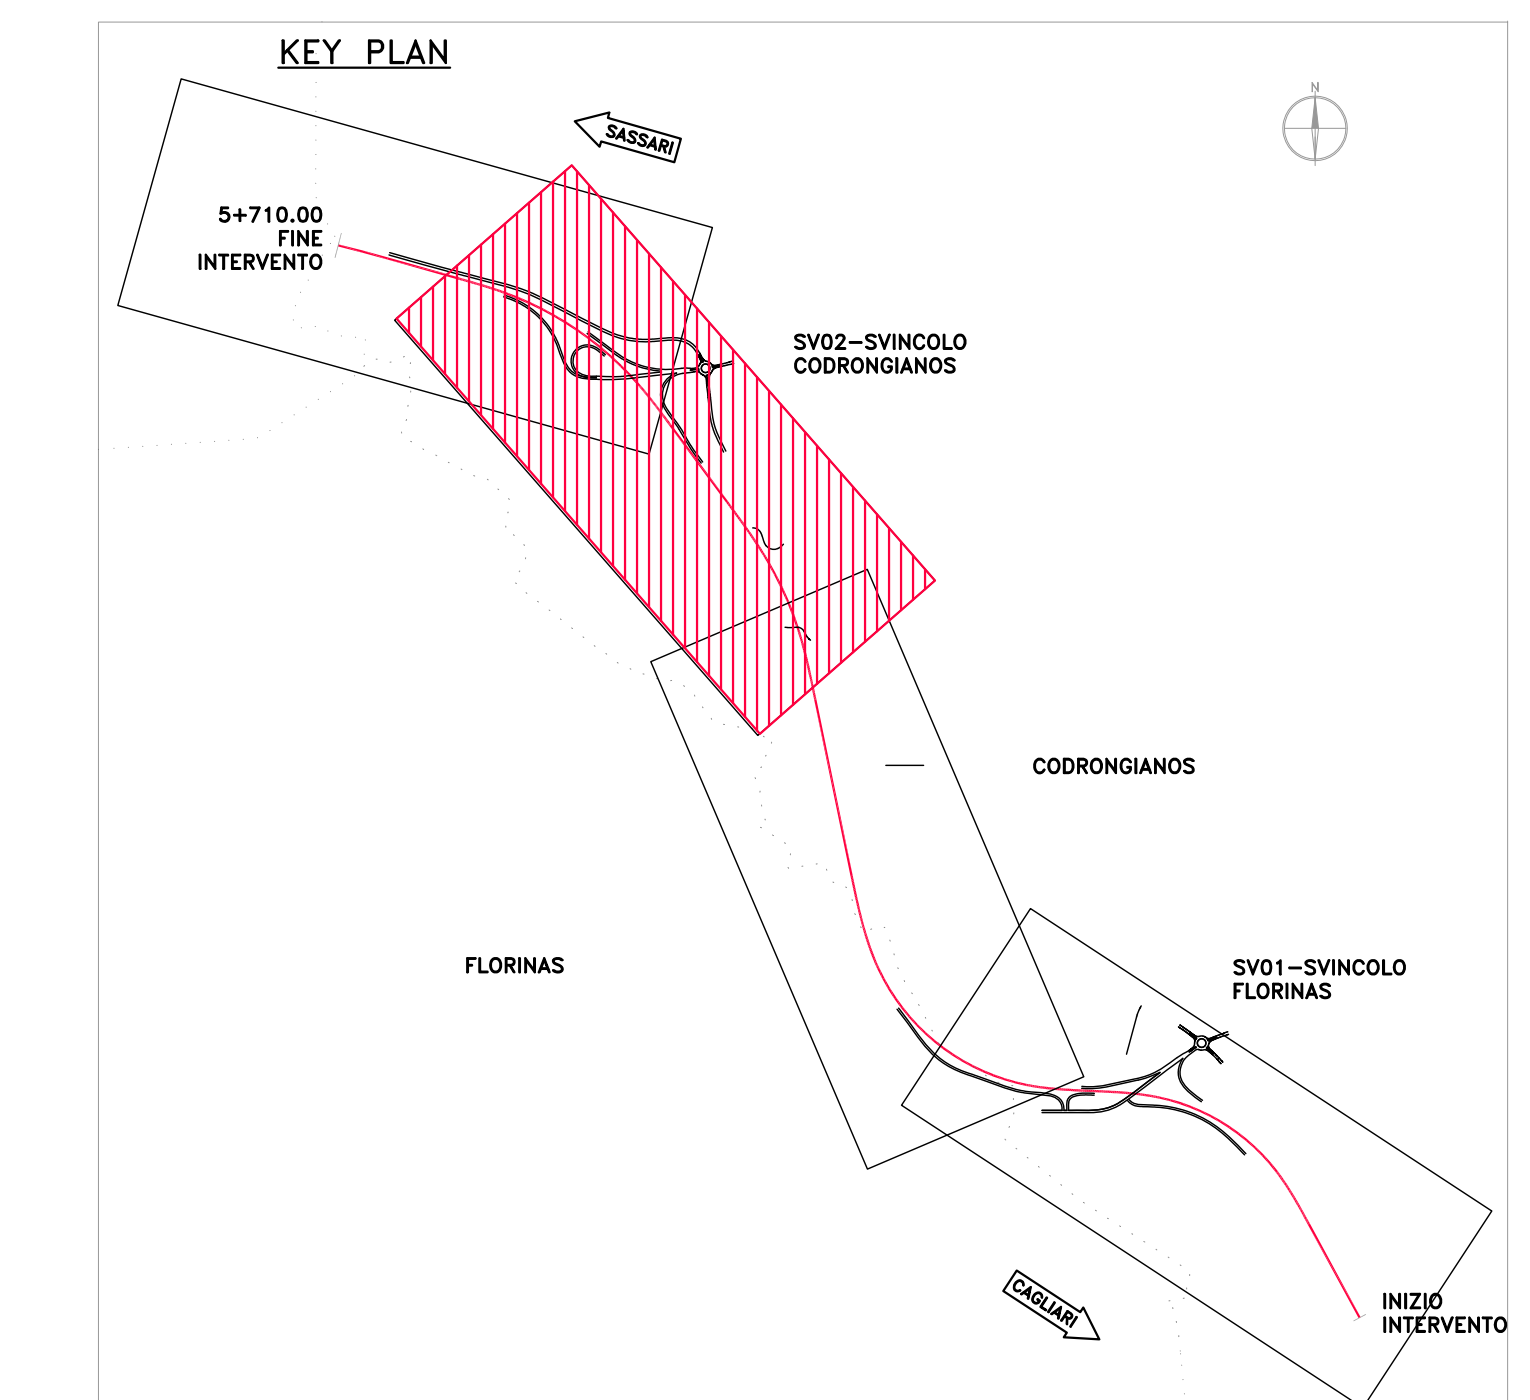 KEY PLAN
N
SASSARI
5+710.00
FINE
INTERVENTO
SV02-SVINCOLO
CODRONGIANOS
CODRONGIANOS
FLORINAS
SV01-SVINCOLO
FLORINAS
CAGLIARI
INIZIO
INTERVENTO